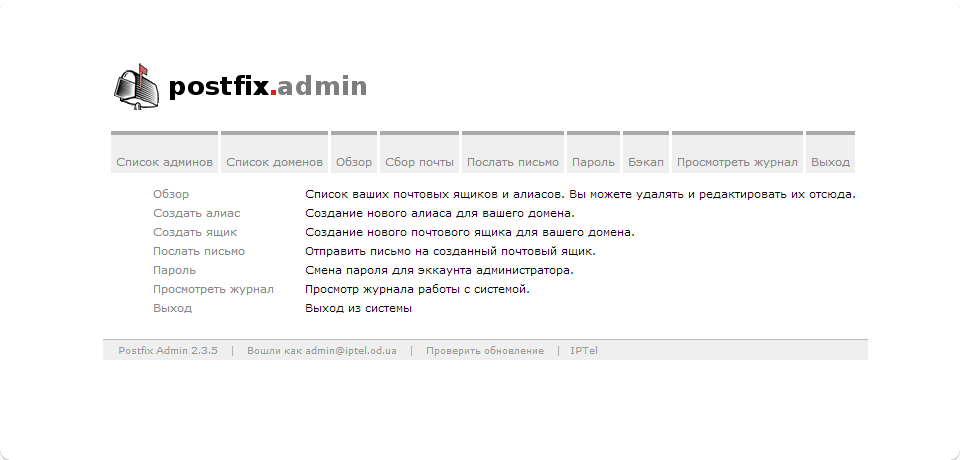 postfix.admin
Список админов Список доменов Обзор Сбор почты Послать письмо Пароль Бэкап Просмотреть журнал Выход
Обзор Список ваших почтовых ящиков и алиасов. Вы можете удалять и редактировать их отсюда.
Создать алиас Создание нового алиаса для вашего домена.
Создать ящик Создание нового почтового ящика для вашего домена.
Послать письмо Отправить письмо на созданный почтовый ящик.
Пароль Смена пароля для эккаунта администратора.
Просмотреть журнал Просмотр журнала работы с системой.
Выход Выход из системы
Postfix Admin 2.3.5 | Вошли как admin@iptel.od.ua | Проверить обновление | IPTel